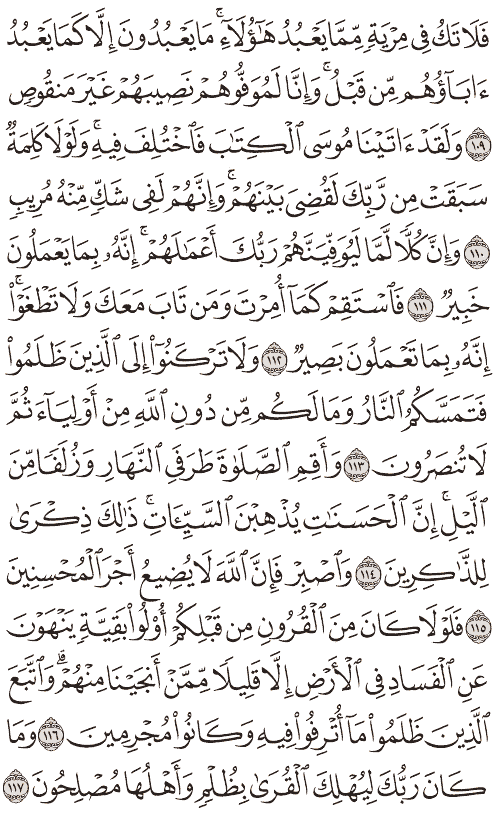 فَلَا تَكُ فِى مِرْيَةٍ مِّمَّا يَعْبُدُ هَـٰٓؤُلَآءِ ۚ مَا يَعْبُدُونَ إِلَّا كَمَا يَعْبُدُ
ءَابَآؤُهُم مِّن قَبْلُ ۚ وَإِنَّا لَمُوَفُّوهُمْ نَصِيبَهُمْ غَيْرَ مَنقُوصٍ
١٠٩ وَلَقَدْ ءَاتَيْنَا مُوسَى ٱلْكِتَـٰبَ فَٱخْتُلِفَ فِيهِ ۚ وَلَوْلَا كَلِمَةٌ
سَبَقَتْ مِن رَّبِّكَ لَقُضِىَ بَيْنَهُمْ ۚ وَإِنَّهُمْ لَفِى شَكٍّ مِّنْهُ مُرِيبٍ
١١٠ وَإِنَّ كُلًّا لَّمَّا لَيُوَفِّيَنَّهُمْ رَبُّكَ أَعْمَـٰلَهُمْ ۚ إِنَّهُۥ بِمَا يَعْمَلُونَ
خَبِيرٌ ١١١ فَٱسْتَقِمْ كَمَآ أُمِرْتَ وَمَن تَابَ مَعَكَ وَلَا تَطْغَوْا۟ ۚ
إِنَّهُۥ بِمَا تَعْمَلُونَ بَصِيرٌ ١١٢ وَلَا تَرْكَنُوٓا۟ إِلَى ٱلَّذِينَ ظَلَمُوا۟
فَتَمَسَّكُمُ ٱلنَّارُ وَمَا لَكُم مِّن دُونِ ٱللَّهِ مِنْ أَوْلِيَآءَ ثُمَّ
لَا تُنصَرُونَ ١١٣ وَأَقِمِ ٱلصَّلَوٰةَ طَرَفَىِ ٱلنَّهَارِ وَزُلَفًا مِّنَ
ٱلَّيْلِ ۚ إِنَّ ٱلْحَسَنَـٰتِ يُذْهِبْنَ ٱلسَّيِّـَٔاتِ ۚ ذَٰلِكَ ذِكْرَىٰ
لِلذَّٰكِرِينَ ١١٤ وَٱصْبِرْ فَإِنَّ ٱللَّهَ لَا يُضِيعُ أَجْرَ ٱلْمُحْسِنِينَ
١١٥ فَلَوْلَا كَانَ مِنَ ٱلْقُرُونِ مِن قَبْلِكُمْ أُو۟لُوا۟ بَقِيَّةٍ يَنْهَوْنَ
عَنِ ٱلْفَسَادِ فِى ٱلْأَرْضِ إِلَّا قَلِيلًا مِّمَّنْ أَنجَيْنَا مِنْهُمْ ۗ وَٱتَّبَعَ
ٱلَّذِينَ ظَلَمُوا۟ مَآ أُتْرِفُوا۟ فِيهِ وَكَانُوا۟ مُجْرِمِينَ ١١٦ وَمَا
كَانَ رَبُّكَ لِيُهْلِكَ ٱلْقُرَىٰ بِظُلْمٍ وَأَهْلُهَا مُصْلِحُونَ ١١٧